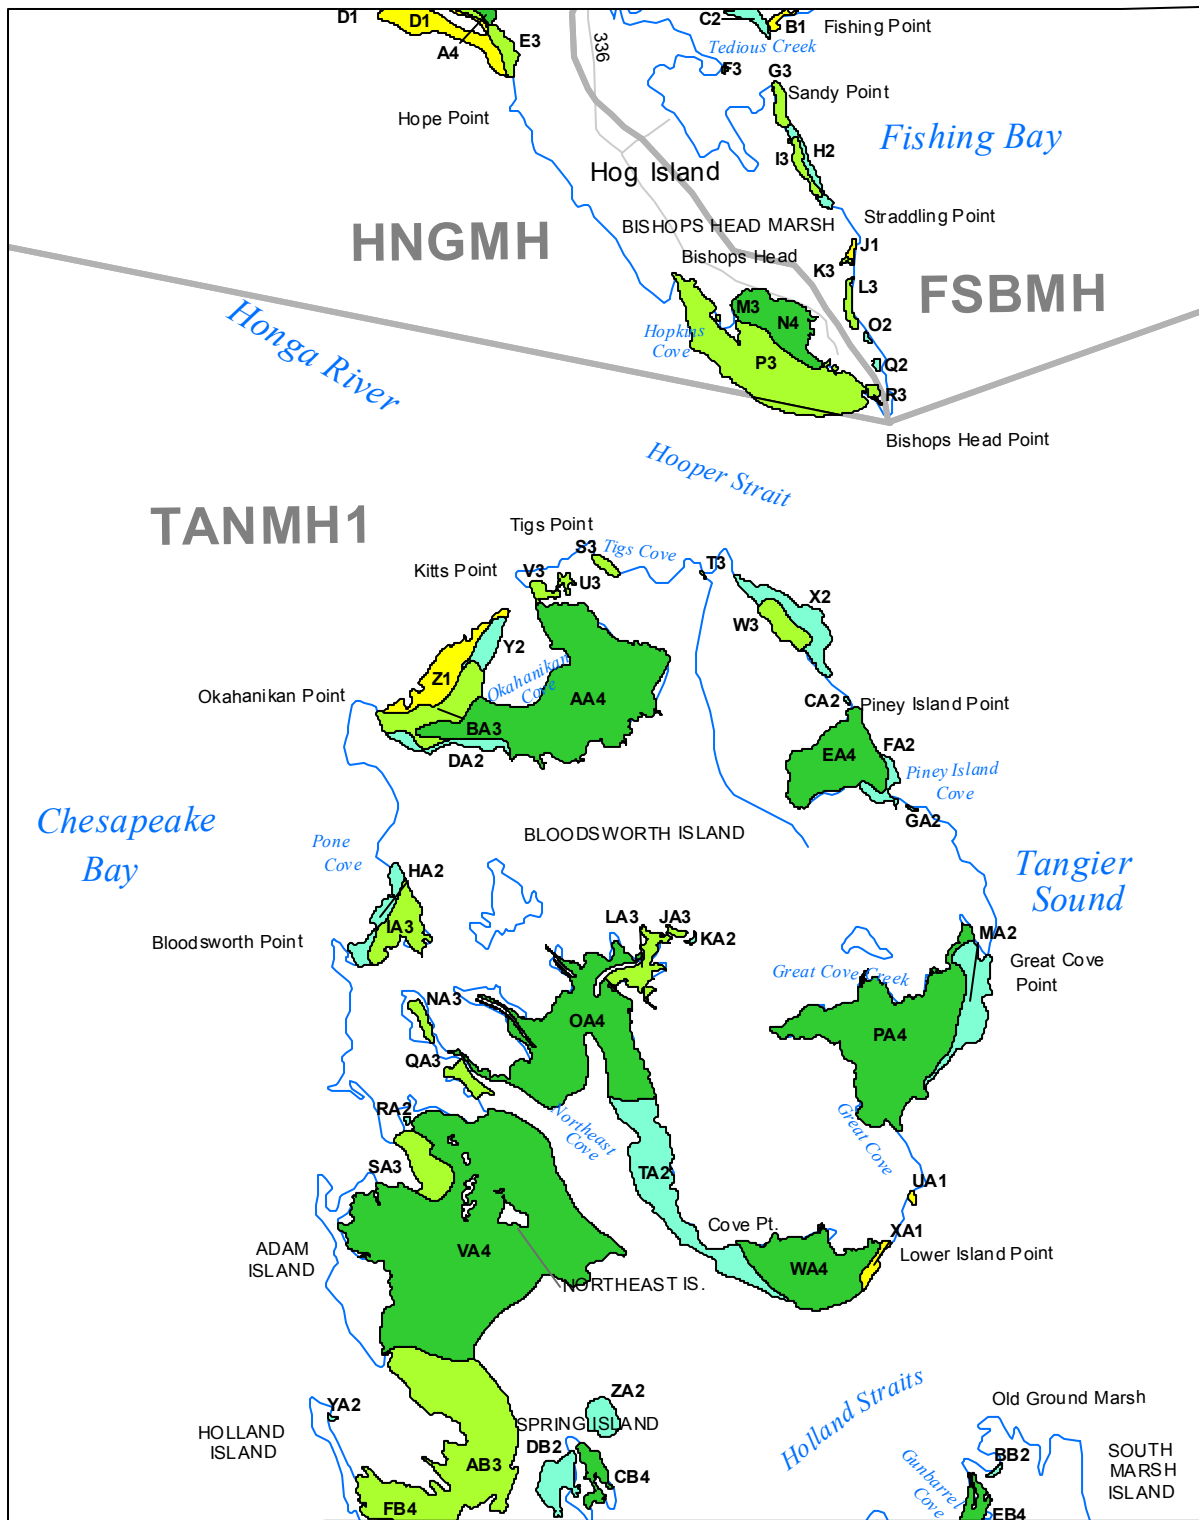 D1
D1
A4
E3
336
C2
B1
Fishing Point
Tedious Creek
F3
G3
Sandy Point
Hope Point
Fishing Bay
H2
I3
Hog Island
Straddling Point
BISHOPS HEAD MARSH
HNGMH
J1
Bishops Head
K3
L3
FSBMH
M3
N4
O2
Honga River
Hopkins
Cove
P3
Q2
R3
Bishops Head Point
Hooper Strait
TANMH1
Tigs Point
S3
Tigs Cove
T3
Kitts Point
V3
U3
X2
W3
Y2
Okahanikan
Cove
Z1
Okahanikan Point
AA4
CA2
Piney Island Point
BA3
DA2
EA4
FA2
Piney Island
Cove
GA2
Chesapeake
Bay
BLOODSWORTH ISLAND
Pone
Cove
HA2
Tangier
Sound
IA3
LA3
JA3
KA2
Bloodsworth Point
MA2
Great Cove
Point
Great Cove Creek
NA3
OA4
PA4
QA3
RA2
Northeast
Cove
Great Cove
SA3
TA2
UA1
Cove Pt.
XA1
Lower Island Point
ADAM
ISLAND
VA4
WA4
NORTHEAST IS.
ZA2
YA2
Holland Straits
Old Ground Marsh
HOLLAND
ISLAND
SPRING ISLAND
DB2
AB3
CB4
BB2
SOUTH
MARSH
ISLAND
Gunbarrel
Cove
FB4
EB4